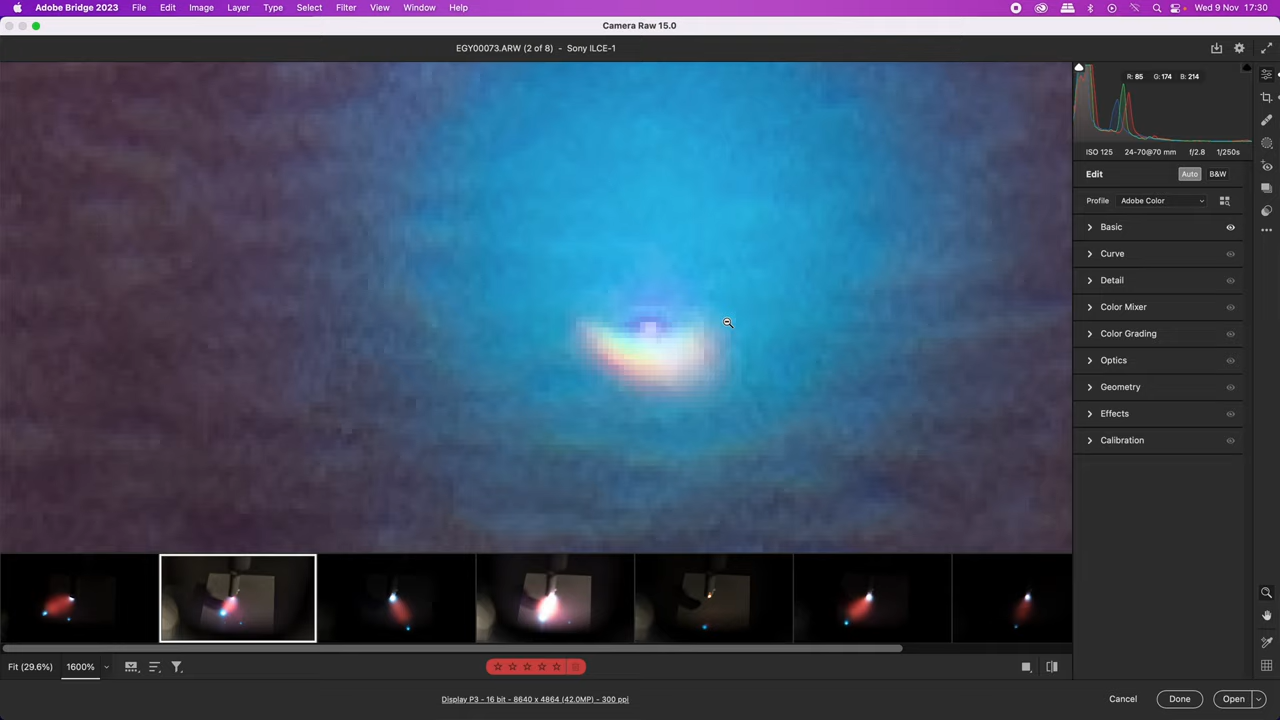 Adobe Bridge 2023 File Edit Image Layer Type Select Filter View Window Help Wed 9 Nov 17:30
Camera Raw 15.0
EGY00073.ARW (2 of 8) - Sony ILCE-1
R: 85 G: 174 B: 214
ISO 125 24-70@70 mm f/2.8 1/250s
Edit Auto B&W
Profile Adobe Color
Basic
Curve
Detail
Color Mixer
Color Grading
Optics
Geometry
Effects
Calibration
Fit (29.6%) 1600%
Display P3 - 16 bit - 8640 x 4864 (42.0MP) - 300 ppi
Cancel Done Open